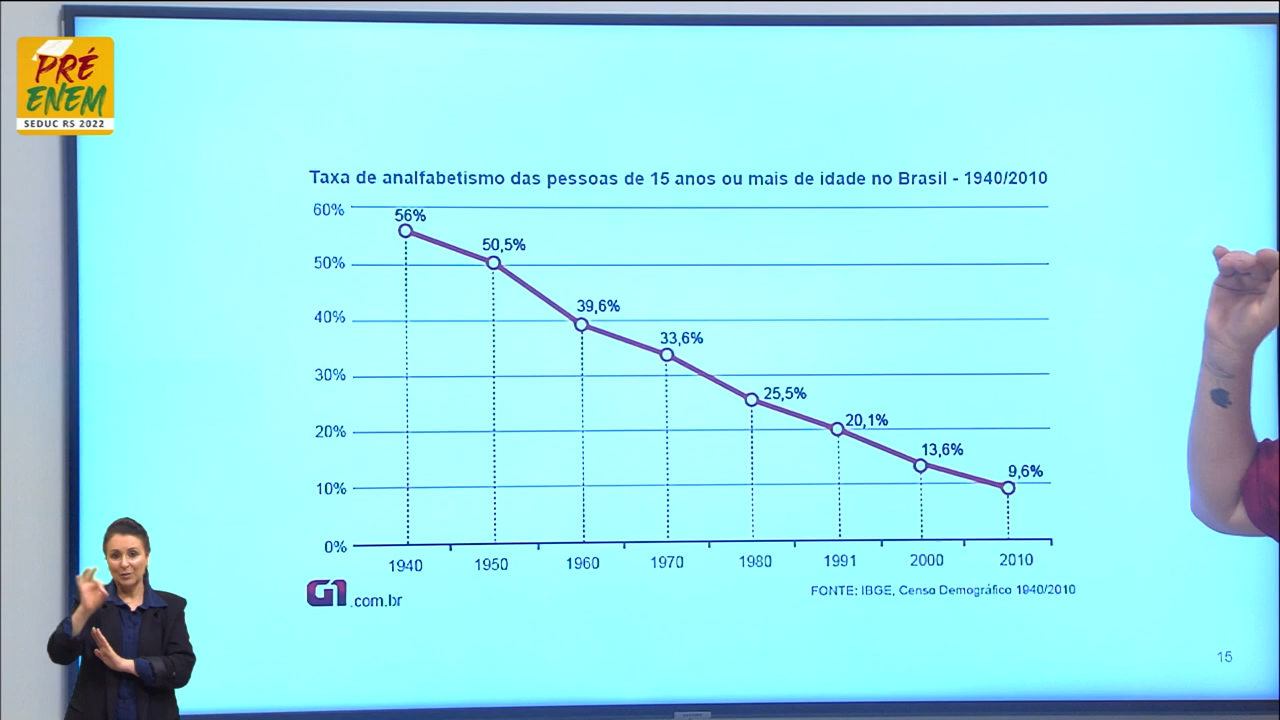 PRÉ
ENEM
SEDUC RS 2022
Taxa de analfabetismo das pessoas de 15 anos ou mais de idade no Brasil - 1940/2010
60%
56%
50,5%
50%
39,6%
40%
33,6%
30%
25,5%
20,1%
20%
13,6%
9,6%
10%
0%
1940 1950 1960 1970 1980 1991 2000 2010
G1.com.br
FONTE: IBGE, Censo Demográfico 1940/2010
15